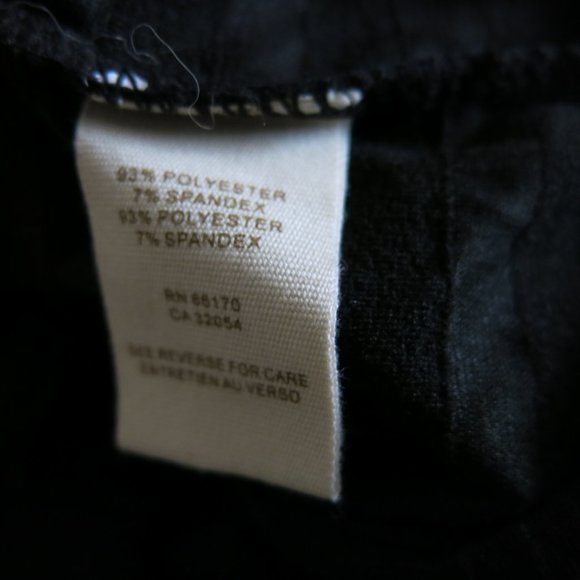 93% POLYESTER
7% SPANDEX
93% POLYESTER
7% SPANDEX
RN 66170
CA 32054
SEE REVERSE FOR CARE
ENTRETIEN AU VERSO